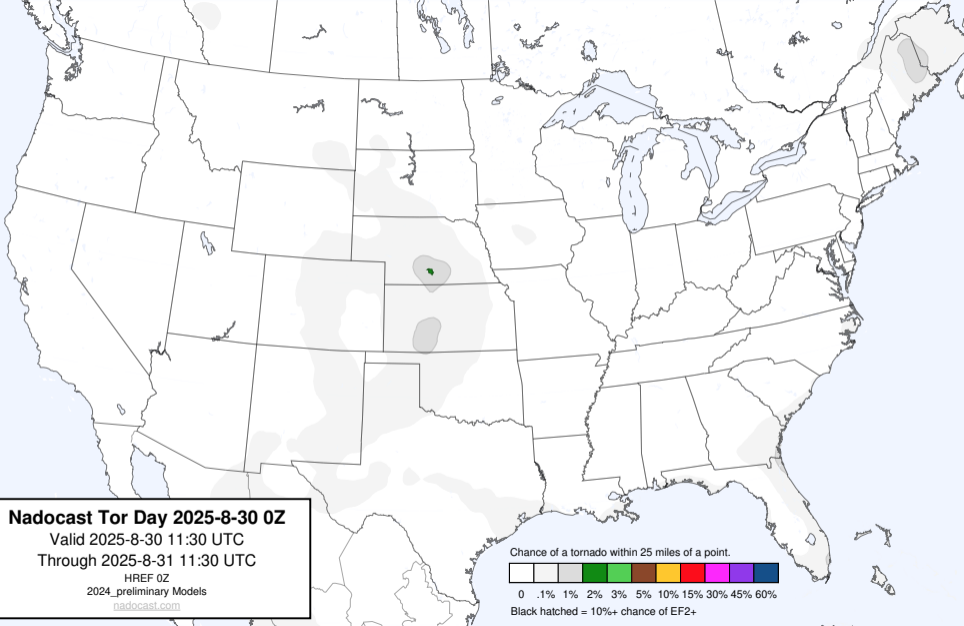 Nadocast Tor Day 2025-8-30 0Z
Valid 2025-8-30 11:30 UTC
Through 2025-8-31 11:30 UTC
HREF 0Z
2024_preliminary Models
nadocast.com
Chance of a tornado within 25 miles of a point.
0 .1% 1% 2% 3% 5% 10% 15% 30% 45% 60%
Black hatched = 10%+ chance of EF2+